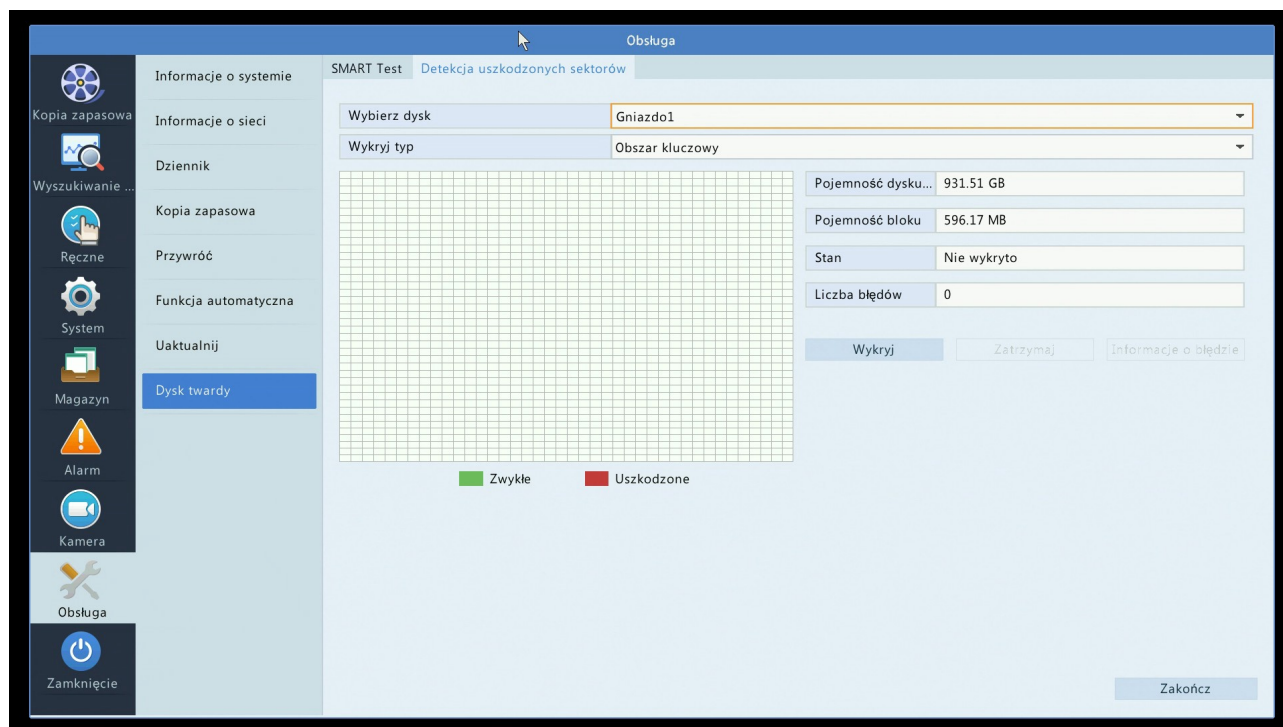 Obsługa
Kopia zapasowa
Wyszukiwanie ...
Ręczne
System
Magazyn
Alarm
Kamera
Obsługa
Zamknięcie
Informacje o systemie
Informacje o sieci
Dziennik
Kopia zapasowa
Przywróć
Funkcja automatyczna
Uaktualnij
Dysk twardy
SMART Test Detekcja uszkodzonych sektorów
Wybierz dysk Gniazdo1
Wykryj typ Obszar kluczowy
Pojemność dysku... 931.51 GB
Pojemność bloku 596.17 MB
Stan Nie wykryto
Liczba błędów 0
Wykryj Zatrzymaj Informacje o błędzie
Zwykłe Uszkodzone
Zakończ